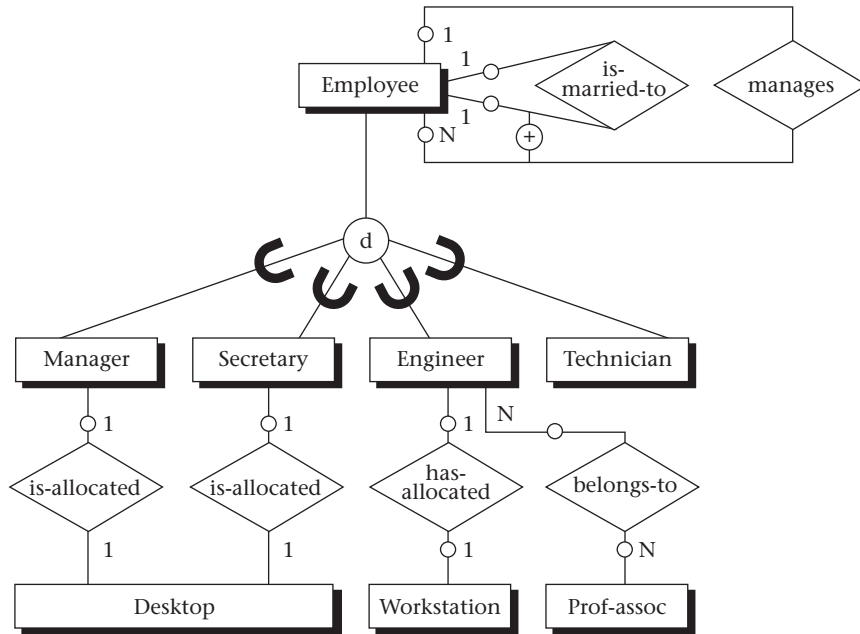 1
1
Employee
is-
married-to
manages
1
N
+
d
Manager
Secretary
Engineer
Technician
1
1
1
N
is-allocated
is-allocated
has-
allocated
belongs-to
1
1
1
N
Desktop
Workstation
Prof-assoc